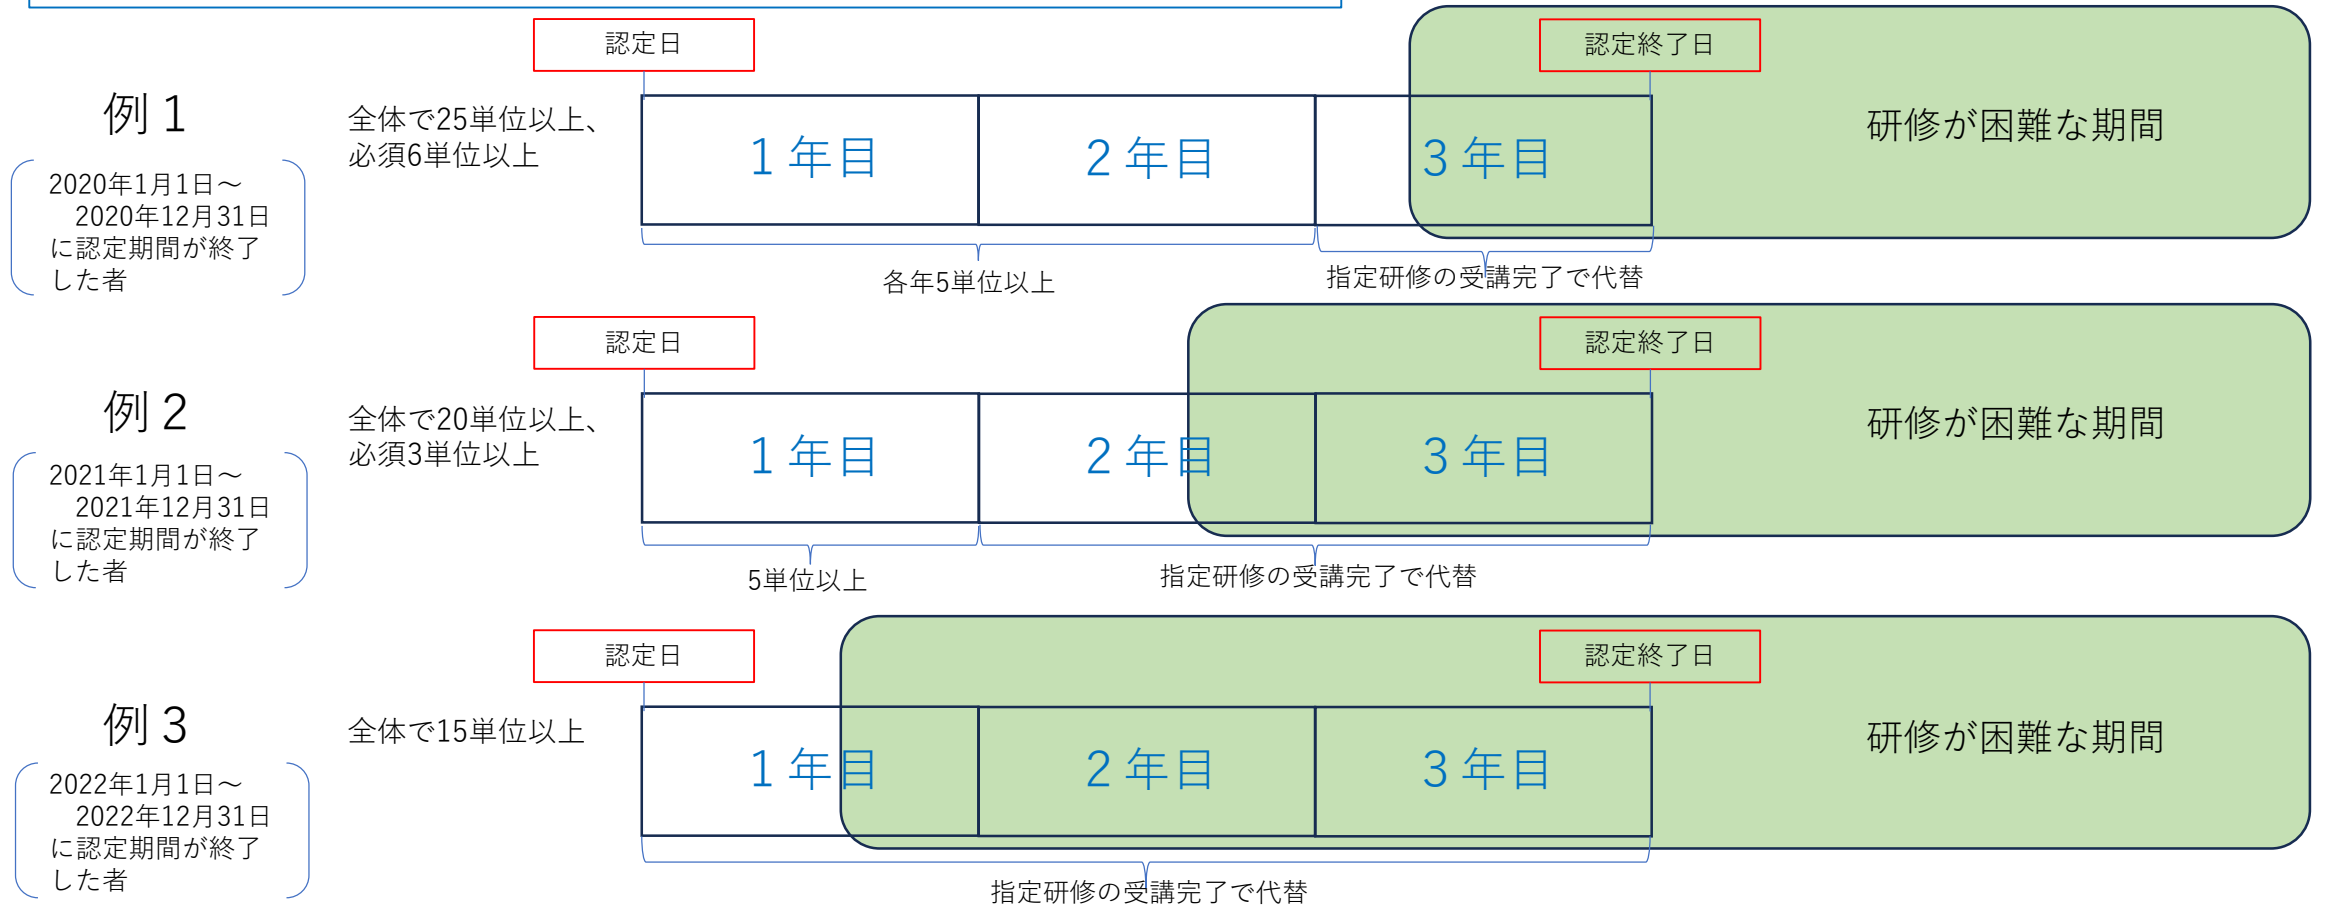 認定日
認定終了日
例１
全体で25単位以上、
必須6単位以上
１年目
２年目
３年目
研修が困難な期間
2020年1月1日～
2020年12月31日
に認定期間が終了
した者
各年5単位以上
指定研修の受講完了で代替
認定日
認定終了日
例２
全体で20単位以上、
必須3単位以上
１年目
２年目
３年目
研修が困難な期間
2021年1月1日～
2021年12月31日
に認定期間が終了
した者
5単位以上
指定研修の受講完了で代替
認定日
認定終了日
例３
全体で15単位以上
１年目
２年目
３年目
研修が困難な期間
2022年1月1日～
2022年12月31日
に認定期間が終了
した者
指定研修の受講完了で代替